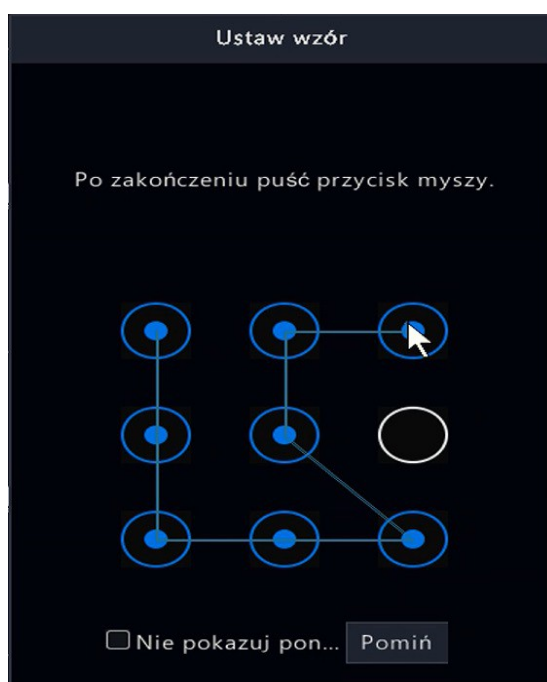 Ustaw wzór
Po zakończeniu puść przycisk myszy.
Nie pokazuj pon... Pomiń